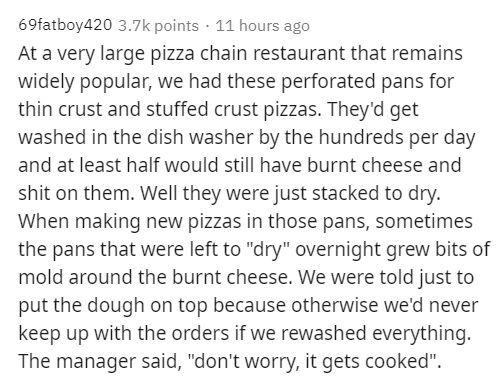 69fatboy420 3.7k points · 11 hours ago
At a very large pizza chain restaurant that remains
widely popular, we had these perforated pans for
thin crust and stuffed crust pizzas. They'd get
washed in the dish washer by the hundreds per day
and at least half would still have burnt cheese and
shit on them. Well they were just stacked to dry.
When making new pizzas in those pans, sometimes
the pans that were left to "dry" overnight grew bits of
mold around the burnt cheese. We were told just to
put the dough on top because otherwise we'd never
keep up with the orders if we rewashed everything.
The manager said, "don't worry, it gets cooked".